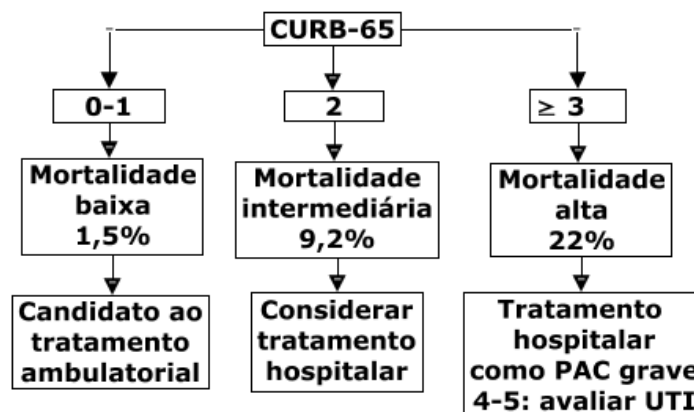 CURB-65
0-1
2
≥ 3
Mortalidade
baixa
1,5%
Mortalidade
intermediária
9,2%
Mortalidade
alta
22%
Candidato ao
tratamento
ambulatorial
Considerar
tratamento
hospitalar
Tratamento
hospitalar
como PAC grave
4-5: avaliar UTI